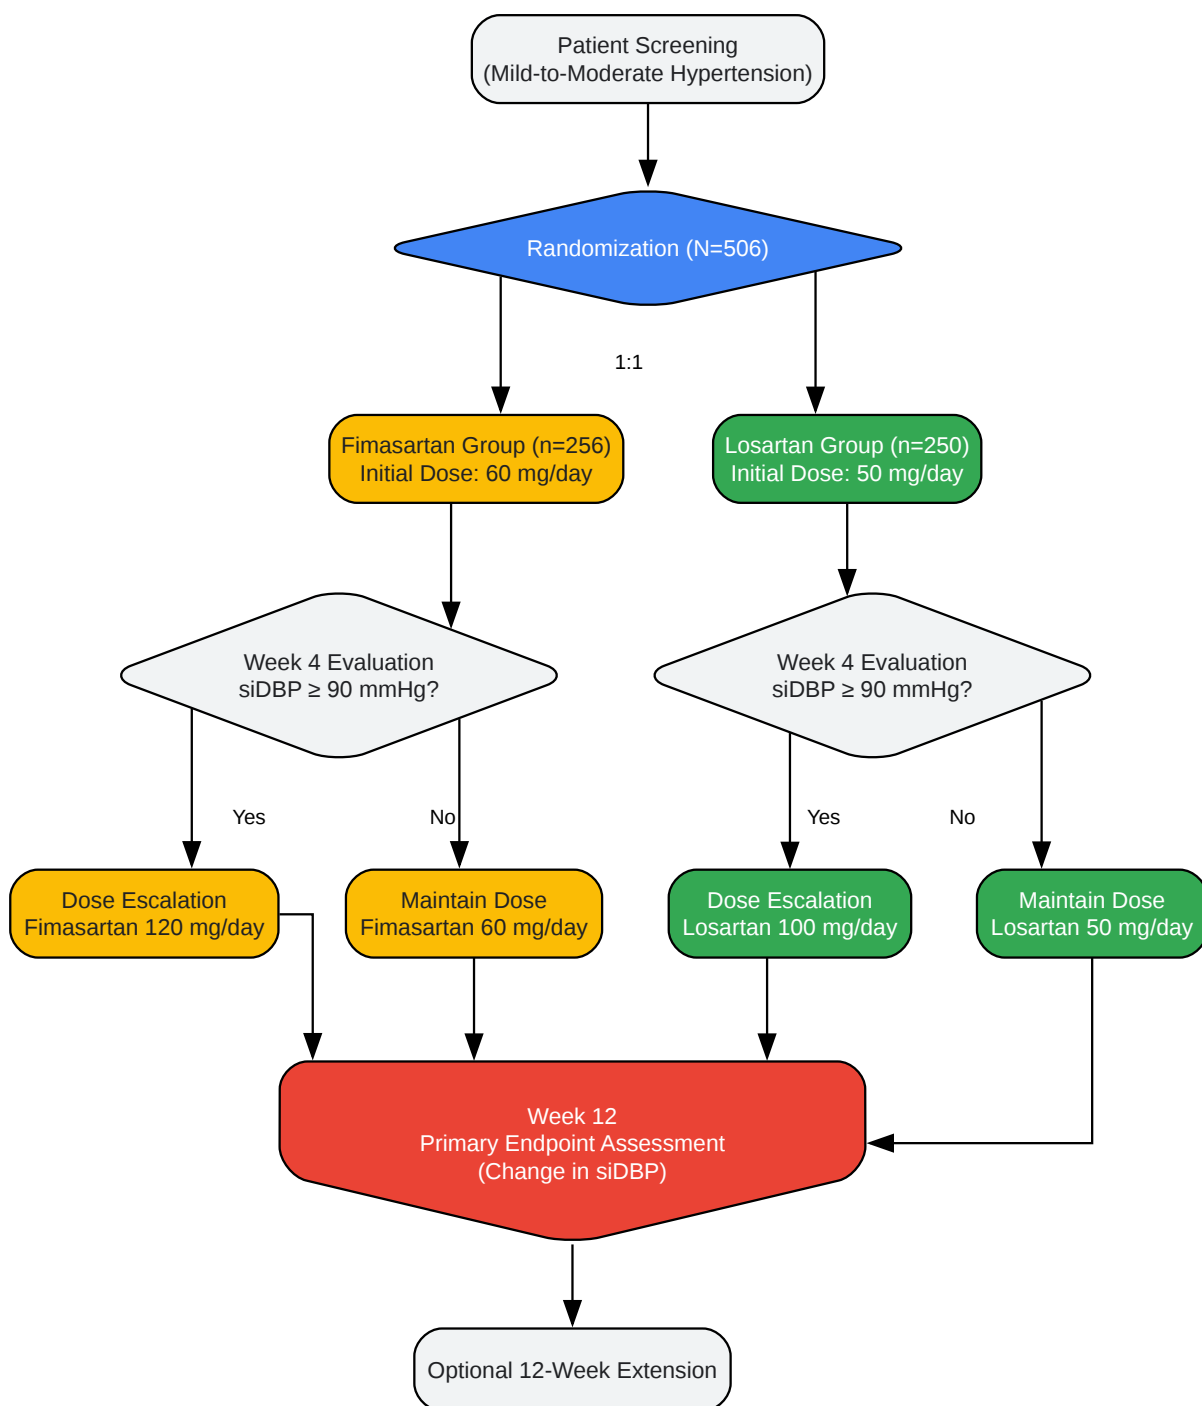 Patient Screening
(Mild-to-Moderate Hypertension)
Randomization (N=506)
1:1
Fimasartan Group (n=256)
Initial Dose: 60 mg/day
Losartan Group (n=250)
Initial Dose: 50 mg/day
Week 4 Evaluation
siDBP ≥ 90 mmHg?
Week 4 Evaluation
siDBP ≥ 90 mmHg?
Yes
No
Yes
No
Dose Escalation
Fimasartan 120 mg/day
Maintain Dose
Fimasartan 60 mg/day
Dose Escalation
Losartan 100 mg/day
Maintain Dose
Losartan 50 mg/day
Week 12
Primary Endpoint Assessment
(Change in siDBP)
Optional 12-Week Extension